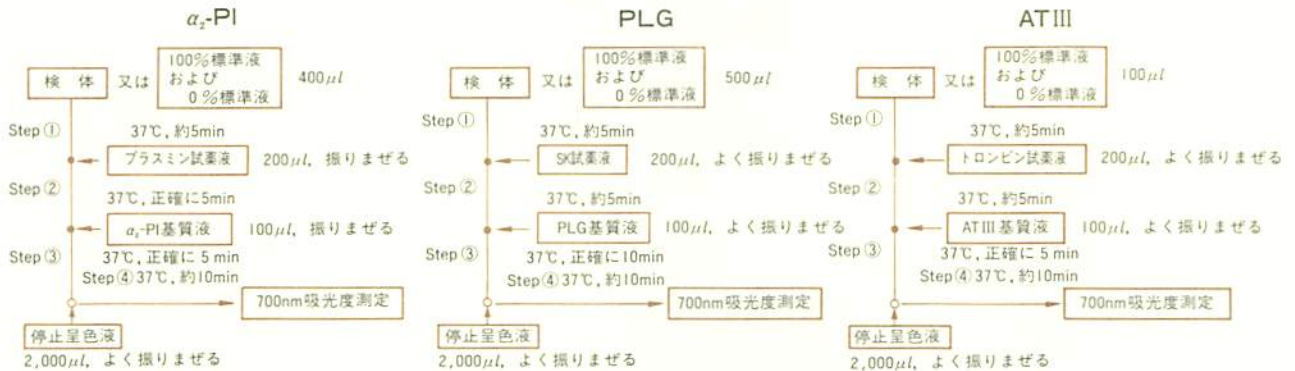 α₂-PI
検体 又は 100%標準液 および 0%標準液 400μl
Step ①
37℃, 約5min
プラスミン試薬液 200μl, 振りまぜる
Step ②
37℃, 正確に5min
α₂-PI基質液 100μl, 振りまぜる
Step ③
37℃, 正確に 5 min
Step ④ 37℃, 約10min
700nm吸光度測定
停止呈色液
2,000μl, よく振りまぜる
PLG
検体 又は 100%標準液 および 0%標準液 500μl
Step ①
37℃, 約5min
SK試薬液 200μl, よく振りまぜる
Step ②
37℃, 約5min
PLG基質液 100μl, よく振りまぜる
Step ③
37℃, 正確に10min
Step ④ 37℃, 約10min
700nm吸光度測定
停止呈色液
2,000μl, よく振りまぜる
ATIII
検体 又は 100%標準液 および 0%標準液 100μl
Step ①
37℃, 約5min
トロンビン試薬液 200μl, よく振りまぜる
Step ②
37℃, 約5min
ATIII基質液 100μl, よく振りまぜる
Step ③
37℃, 正確に 5 min
Step ④ 37℃, 約10min
700nm吸光度測定
停止呈色液
2,000μl, よく振りまぜる